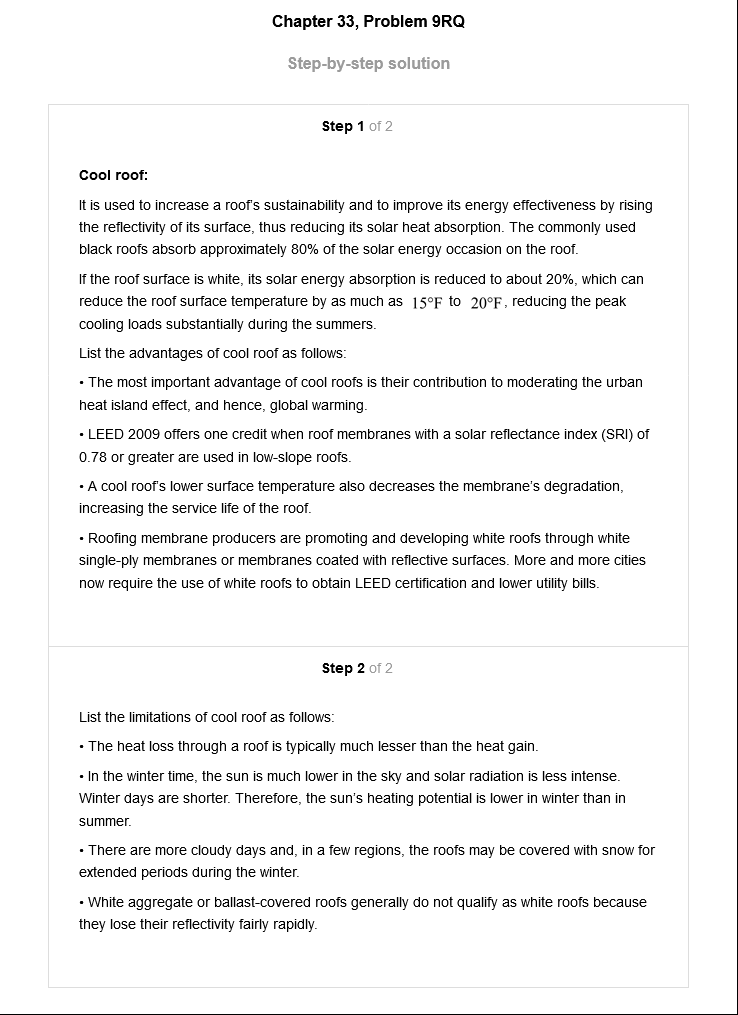 Chapter 33, Problem 9RQ
Step-by-step solution
Step 1 of 2
Cool roof:
It is used to increase a roof's sustainability and to improve its energy effectiveness by rising
the reflectivity of its surface, thus reducing its solar heat absorption. The commonly used
black roofs absorb approximately 80% of the solar energy occasion on the roof.
If the roof surface is white, its solar energy absorption is reduced to about 20%, which can
reduce the roof surface temperature by as much as 15°F to 20°F, reducing the peak
cooling loads substantially during the summers.
List the advantages of cool roof as follows:
• The most important advantage of cool roofs is their contribution to moderating the urban
heat island effect, and hence, global warming.
• LEED 2009 offers one credit when roof membranes with a solar reflectance index (SRI) of
0.78 or greater are used in low-slope roofs.
• A cool roof's lower surface temperature also decreases the membrane's degradation,
increasing the service life of the roof.
• Roofing membrane producers are promoting and developing white roofs through white
single-ply membranes or membranes coated with reflective surfaces. More and more cities
now require the use of white roofs to obtain LEED certification and lower utility bills.
Step 2 of 2
List the limitations of cool roof as follows:
• The heat loss through a roof is typically much lesser than the heat gain.
• In the winter time, the sun is much lower in the sky and solar radiation is less intense.
Winter days are shorter. Therefore, the sun's heating potential is lower in winter than in
summer.
• There are more cloudy days and, in a few regions, the roofs may be covered with snow for
extended periods during the winter.
• White aggregate or ballast-covered roofs generally do not qualify as white roofs because
they lose their reflectivity fairly rapidly.